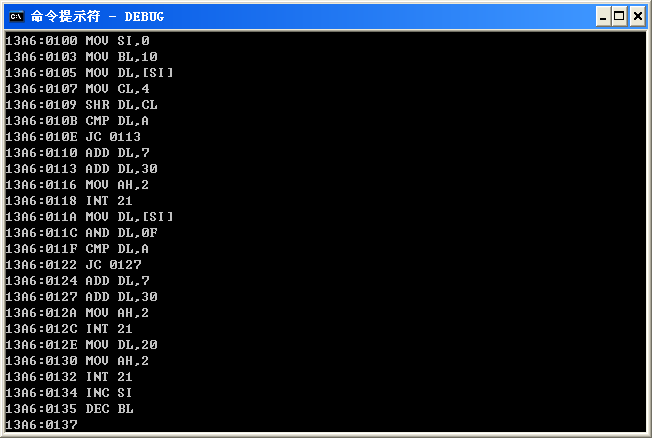 命令提示符 - DEBUG
13A6:0100 MOV SI,0
13A6:0103 MOV BL,10
13A6:0105 MOV DL,[SI]
13A6:0107 MOV CL,4
13A6:0109 SHR DL,CL
13A6:010B CMP DL,A
13A6:010E JC 0113
13A6:0110 ADD DL,7
13A6:0113 ADD DL,30
13A6:0116 MOV AH,2
13A6:0118 INT 21
13A6:011A MOV DL,[SI]
13A6:011C AND DL,0F
13A6:011F CMP DL,A
13A6:0122 JC 0127
13A6:0124 ADD DL,7
13A6:0127 ADD DL,30
13A6:012A MOV AH,2
13A6:012C INT 21
13A6:012E MOV DL,20
13A6:0130 MOV AH,2
13A6:0132 INT 21
13A6:0134 INC SI
13A6:0135 DEC BL
13A6:0137